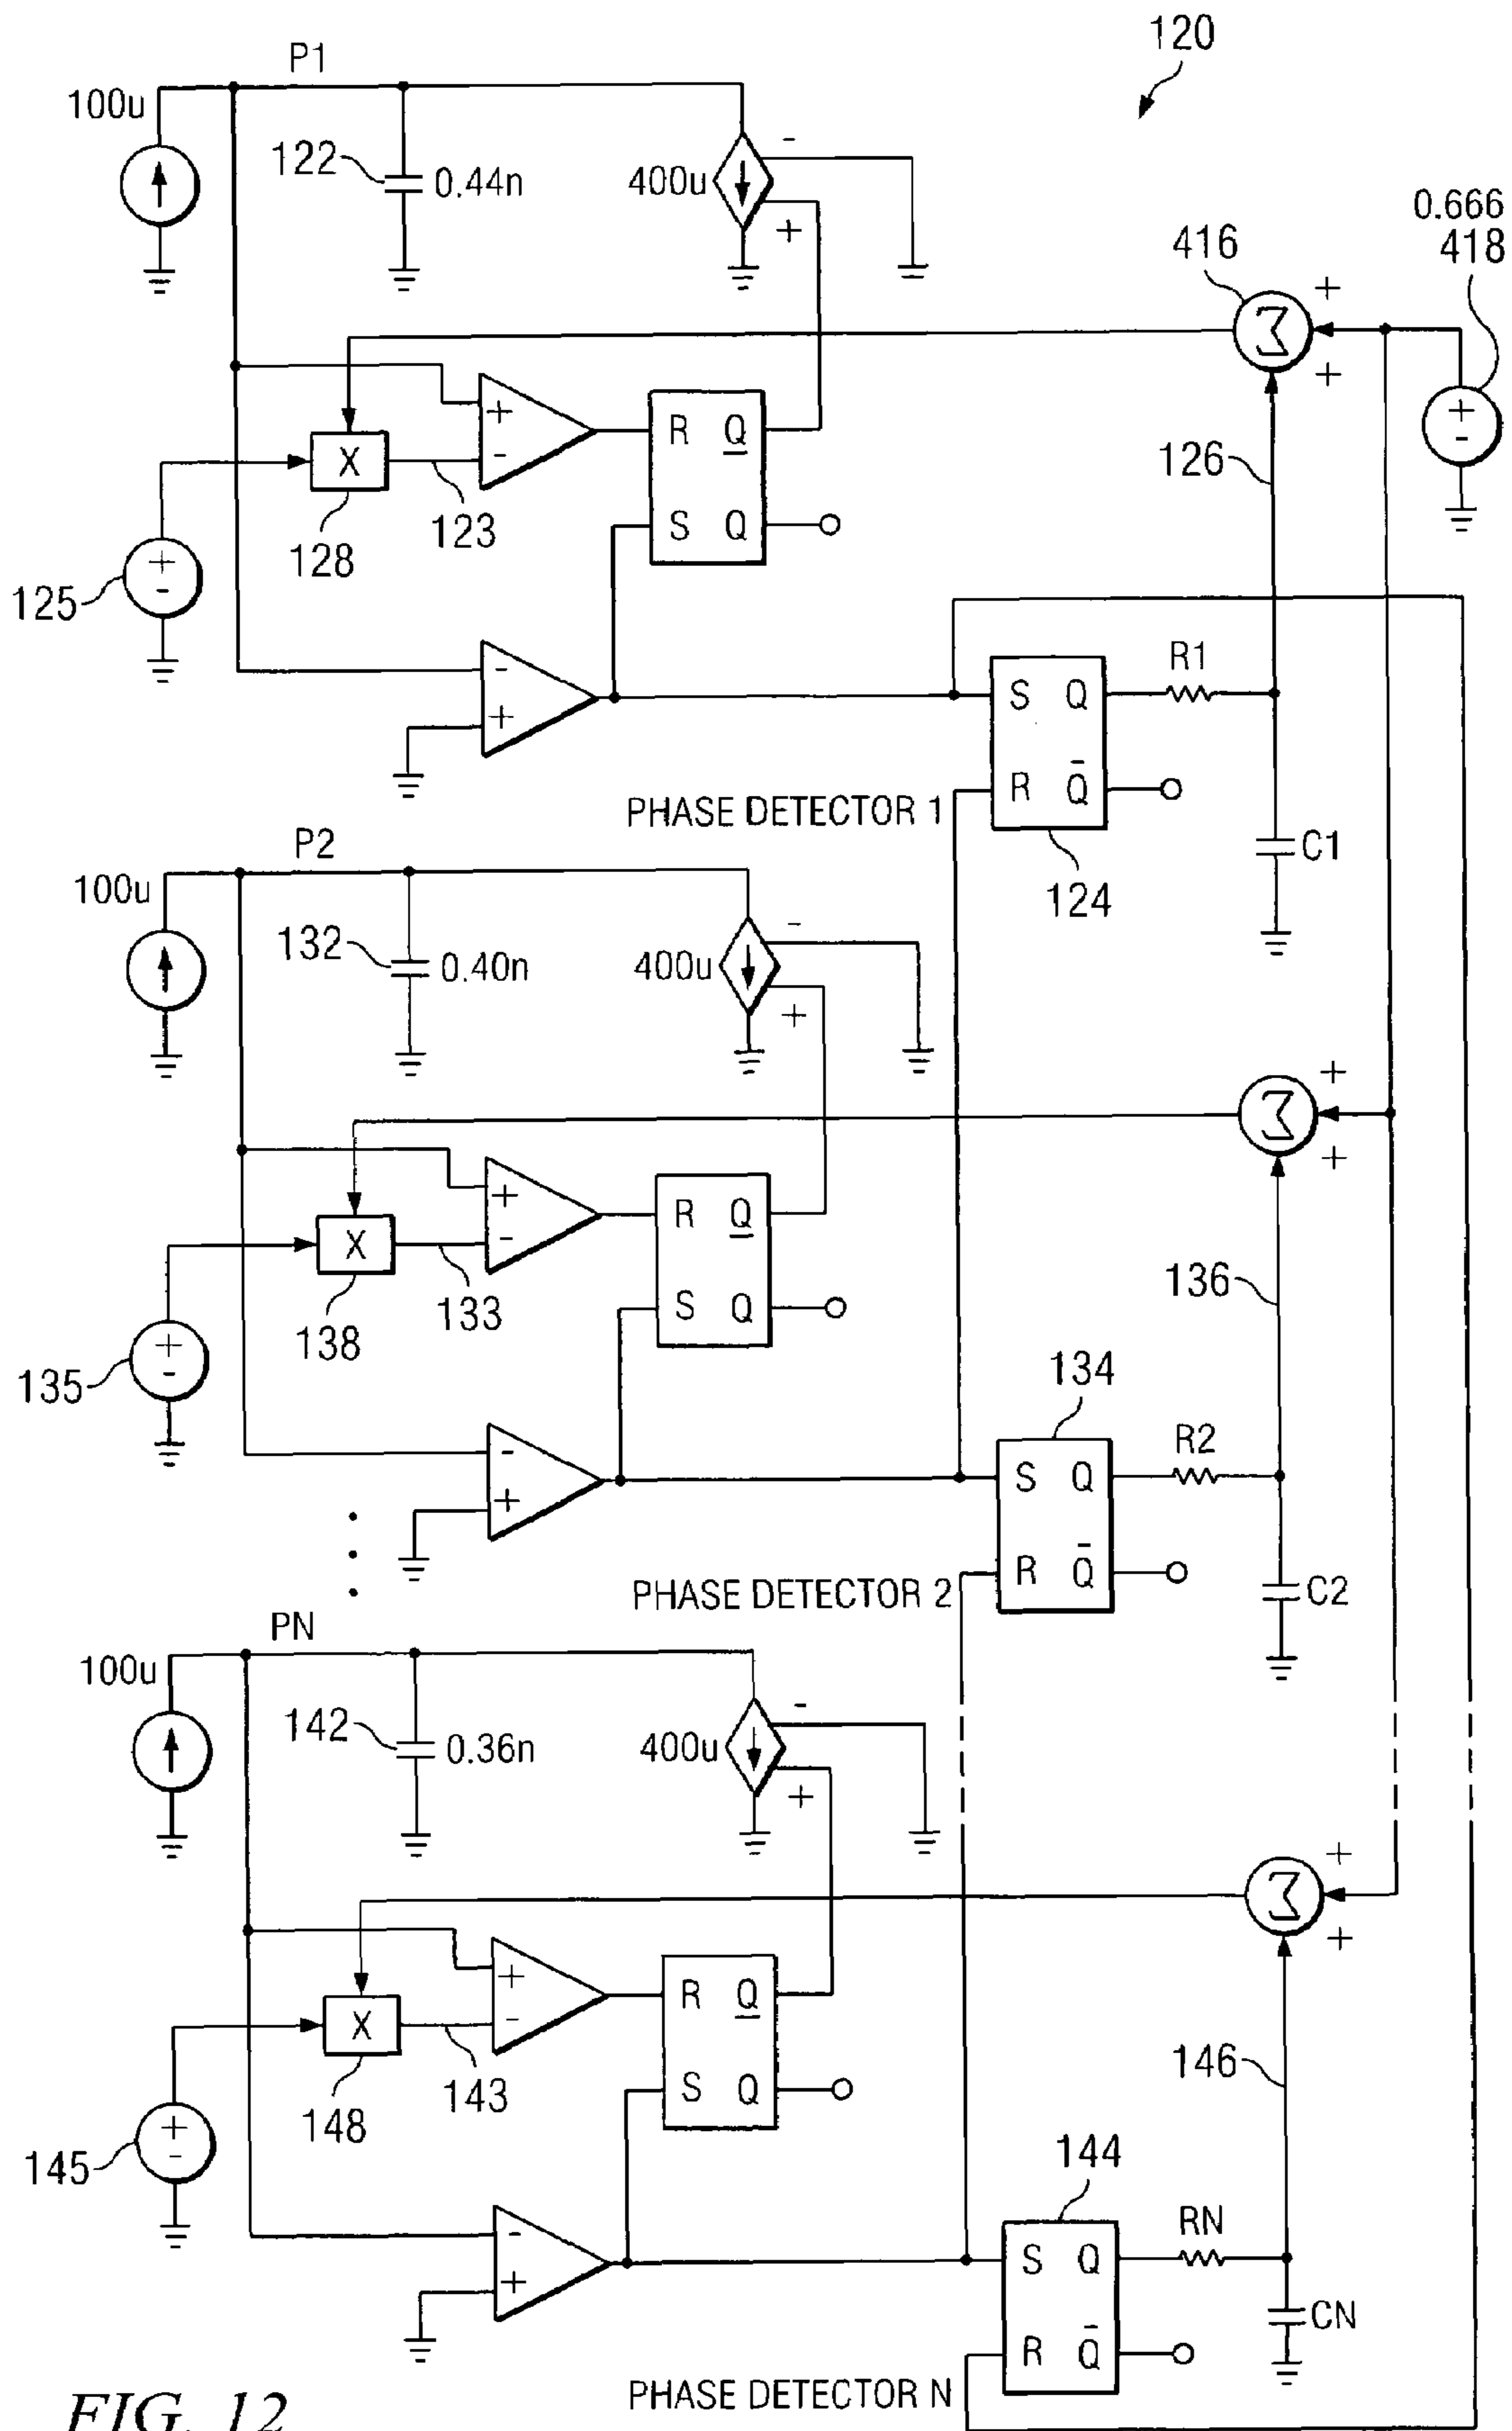 120
P1
100u
122
0.44n
400u
-
+
0.666
418
416
+
+
+
-
X
+
-
R Q
S Q
126
+
-
123
128
125
-
+
S Q
R Q̄
R1
C1
PHASE DETECTOR 1
124
P2
100u
132
0.40n
400u
-
+
+
+
Σ
X
+
-
R Q
S Q
136
133
138
+
-
135
134
-
+
S Q
R Q̄
R2
C2
PHASE DETECTOR 2
PN
100u
142
0.36n
400u
-
+
+
+
Σ
X
+
-
R Q
S Q
146
143
148
+
-
145
144
-
+
S Q
R Q̄
RN
CN
PHASE DETECTOR N
FIG. 12